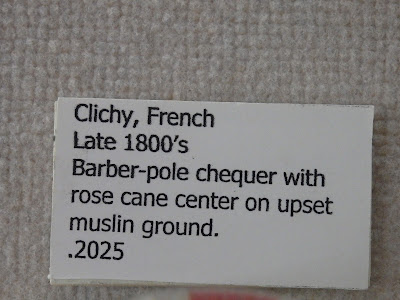 Clichy, French
Late 1800's
Barber-pole chequer with
rose cane center on upset
muslin ground.
.2025